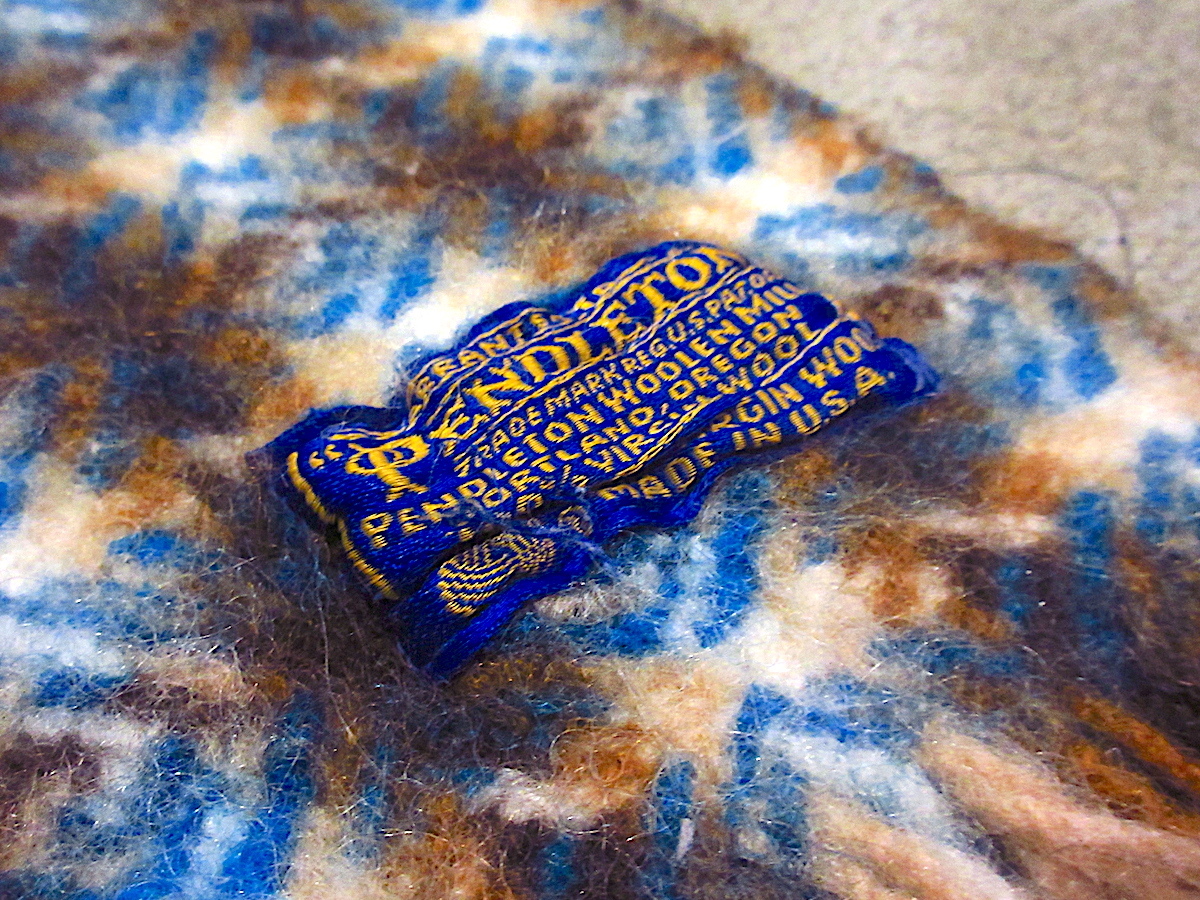 PENDLETON
TRADE MARK REG. U.S. PAT. OFF.
PENDLETON WOOLEN MILLS
PORTLAND, OREGON
VIRGIN WOOL
MADE IN U.S.A.